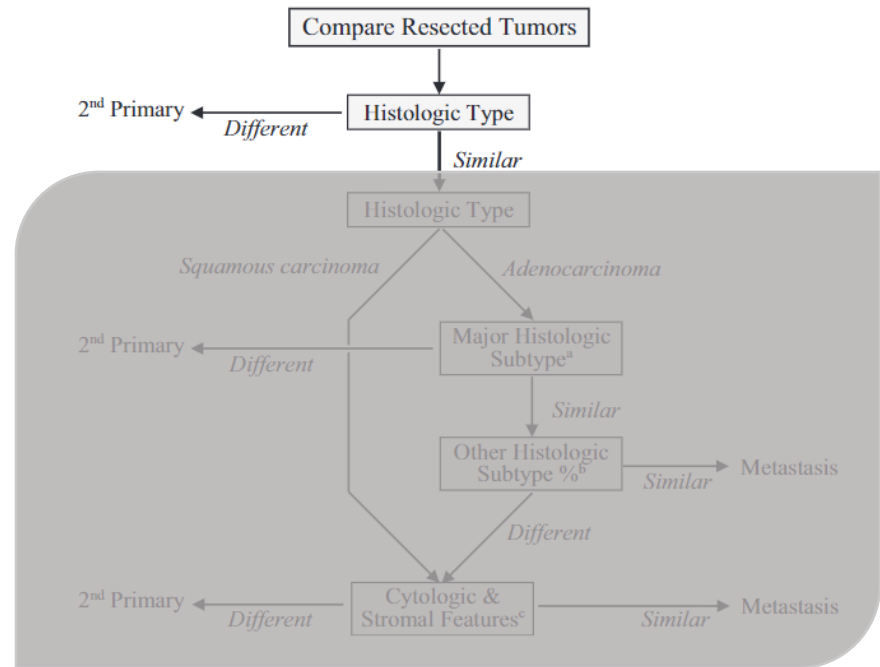 Compare Resected Tumors
2nd Primary
Different
Histologic Type
Similar
Histologic Type
Squamous carcinoma
Adenocarcinoma
2nd Primary
Different
Major Histologic
Subtypea
Similar
Other Histologic
Subtype %b
Similar
Metastasis
Different
2nd Primary
Different
Cytologic &
Stromal Featuresc
Similar
Metastasis